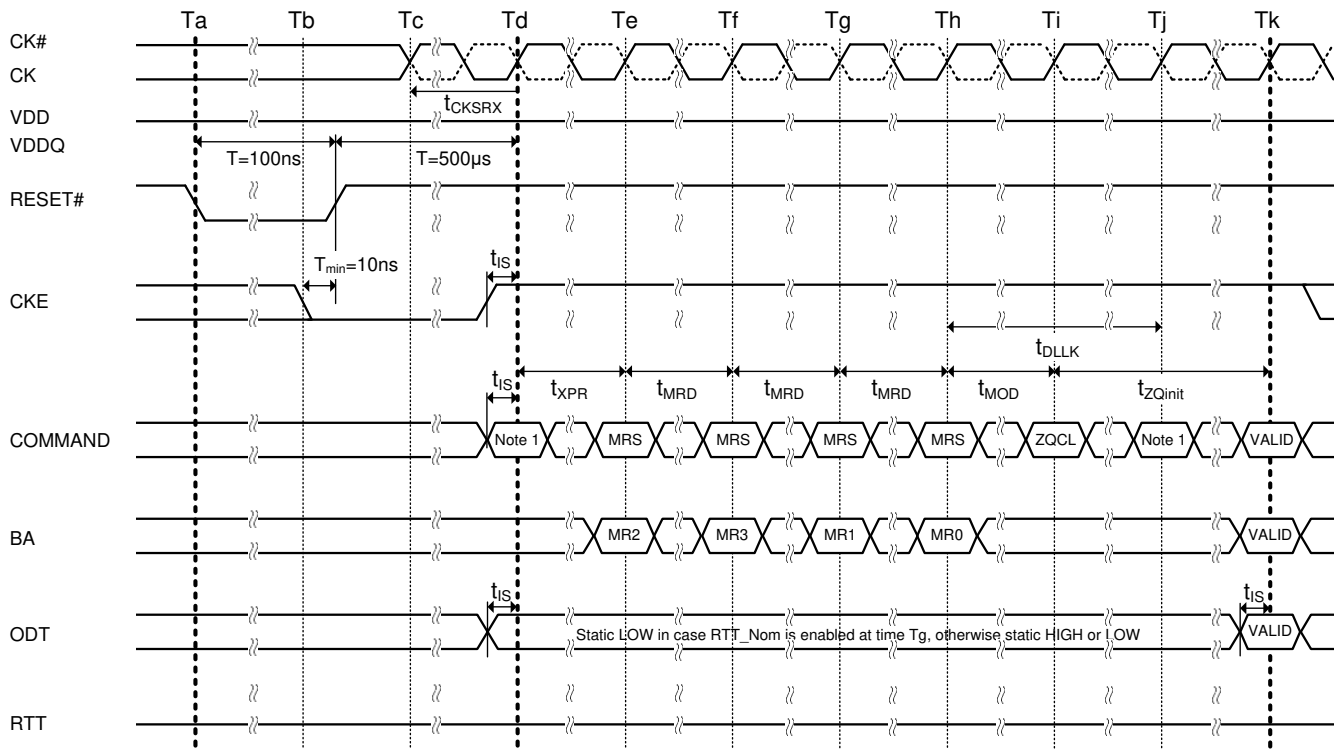 Ta Tb Tc Td Te Tf Tg Th Ti Tj Tk
CK#
CK
tCKSRX
VDD
VDDQ
T=100ns T=500µs
RESET#
Tmin=10ns tIS
CKE
tDLLK
tIS tXPR tMRD tMRD tMRD tMOD tZQinit
COMMAND Note 1 MRS MRS MRS MRS ZQCL Note 1 VALID
BA MR2 MR3 MR1 MR0 VALID
tIS tIS
ODT Static LOW in case RTT_Nom is enabled at time Tg, otherwise static HIGH or LOW VALID
RTT